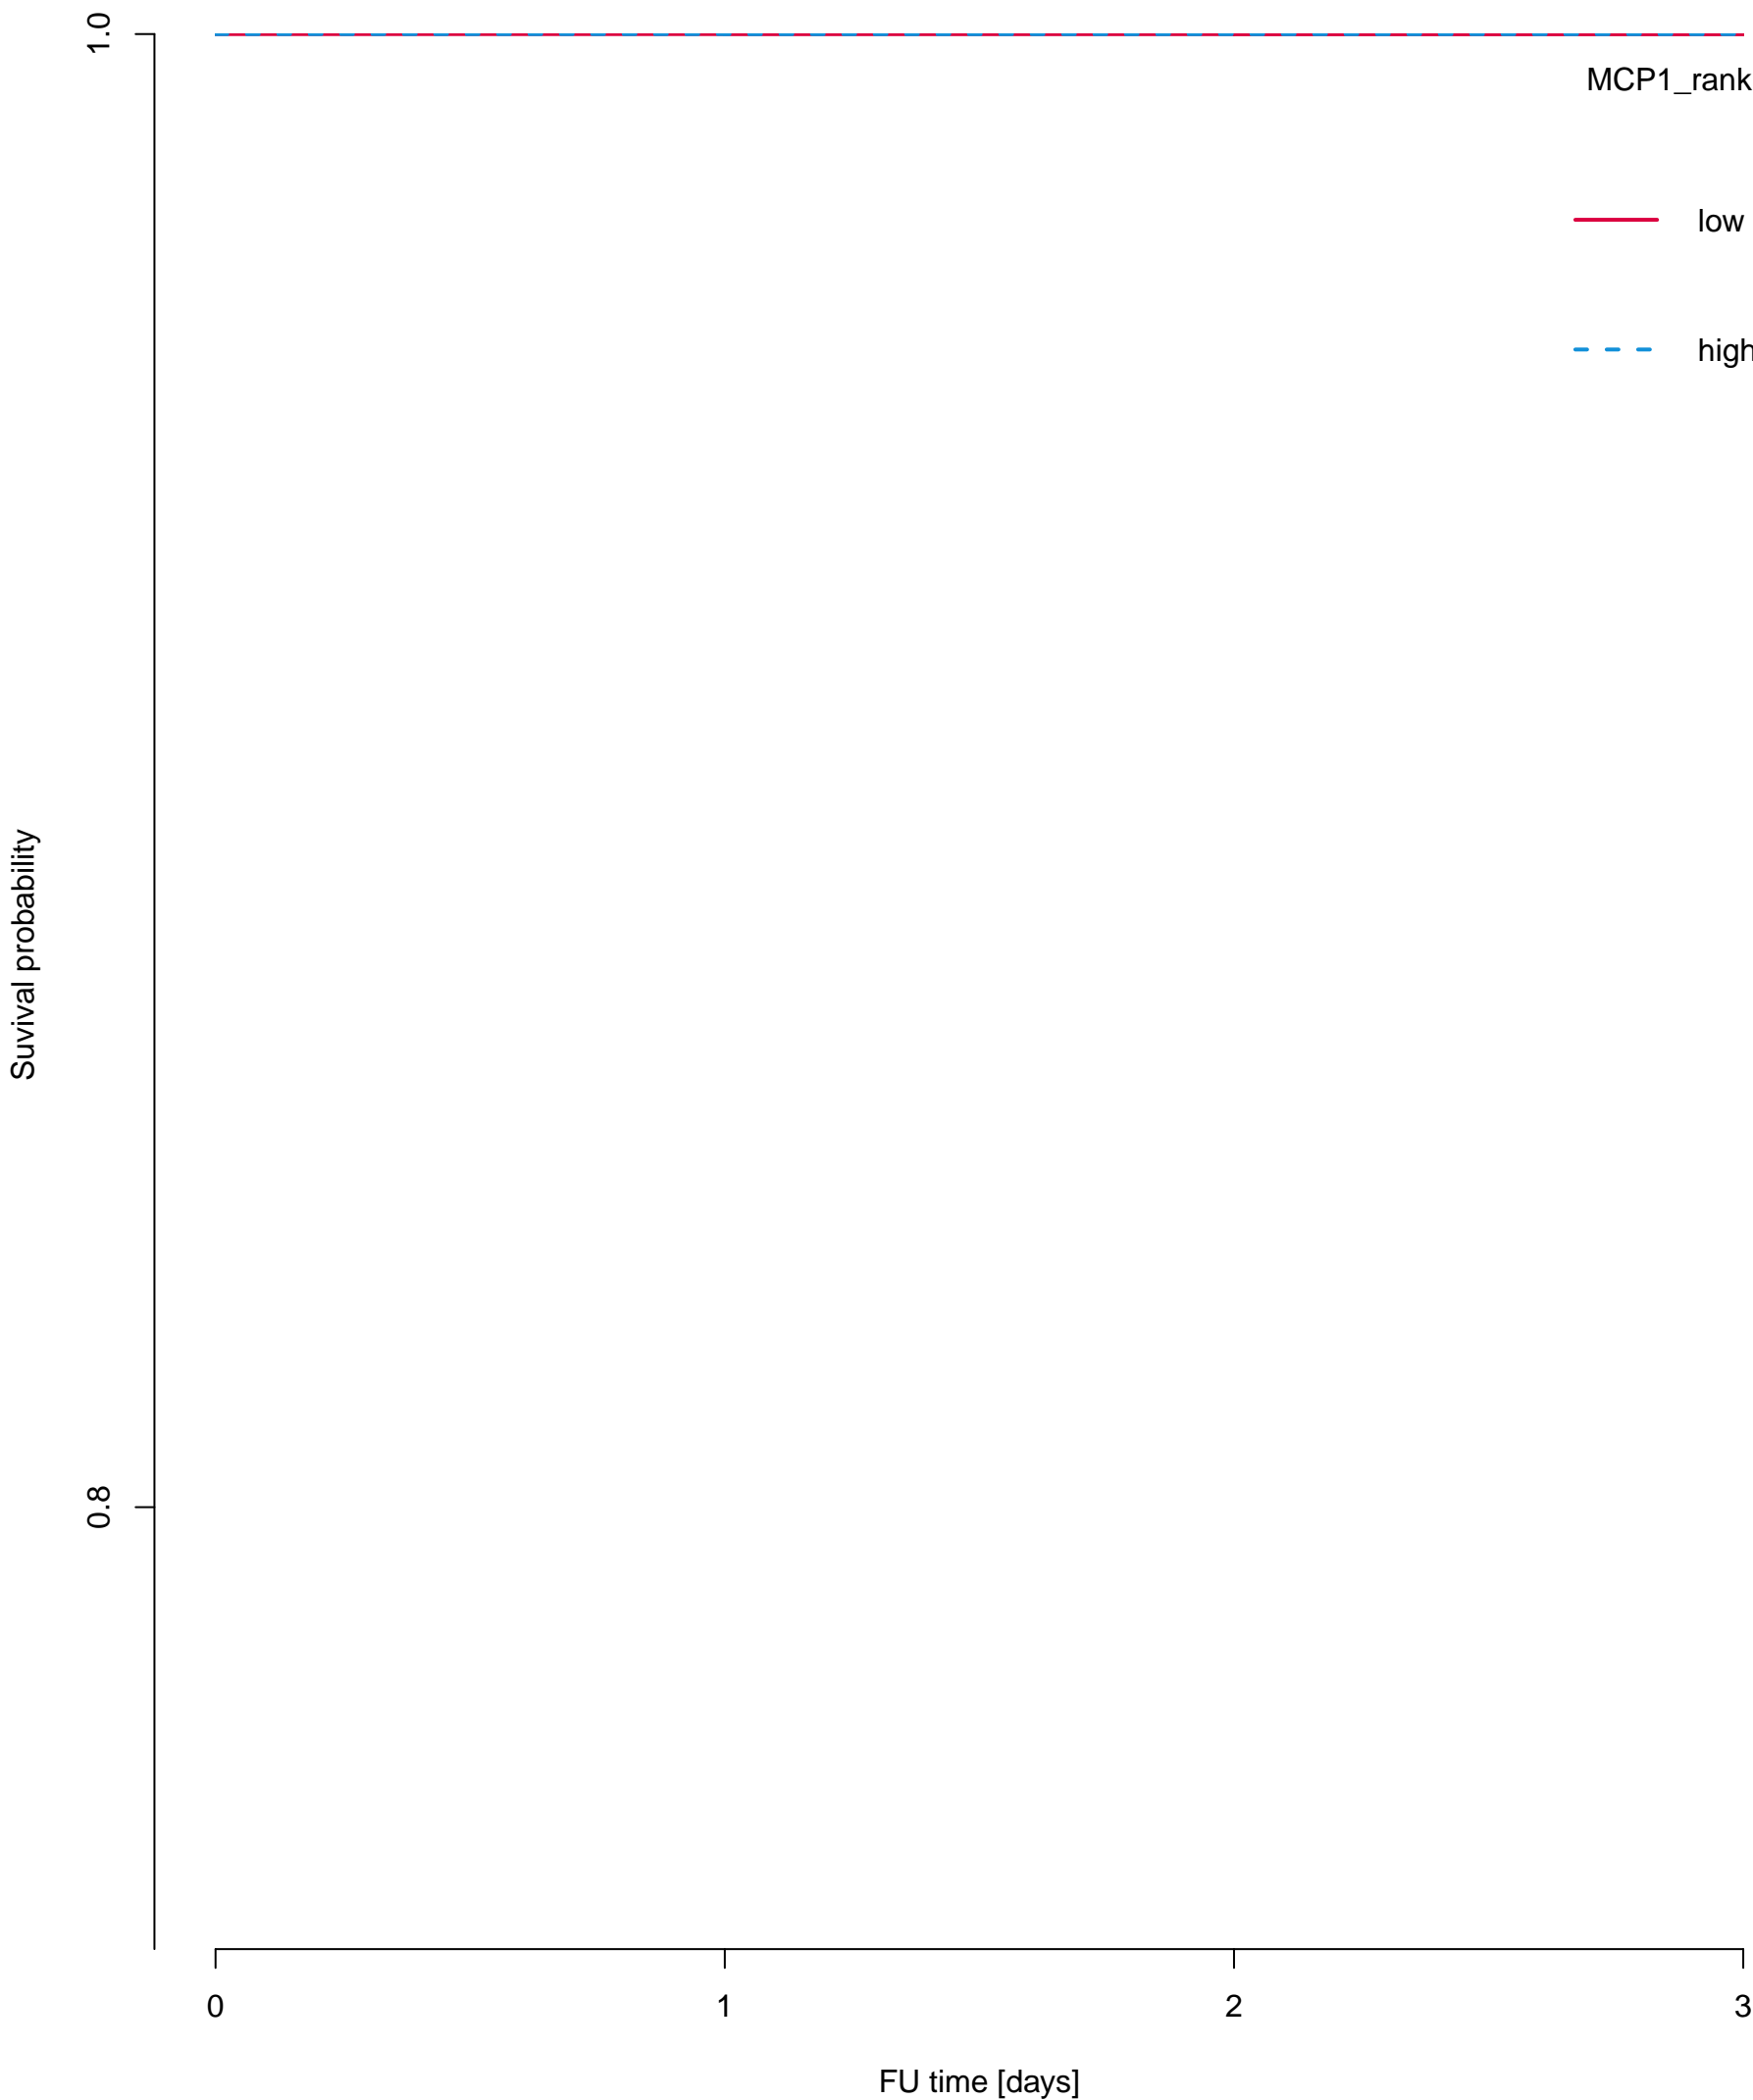 1.0
MCP1_rank
low
high
Suvival probability
0.8
0
1
2
3
FU time [days]